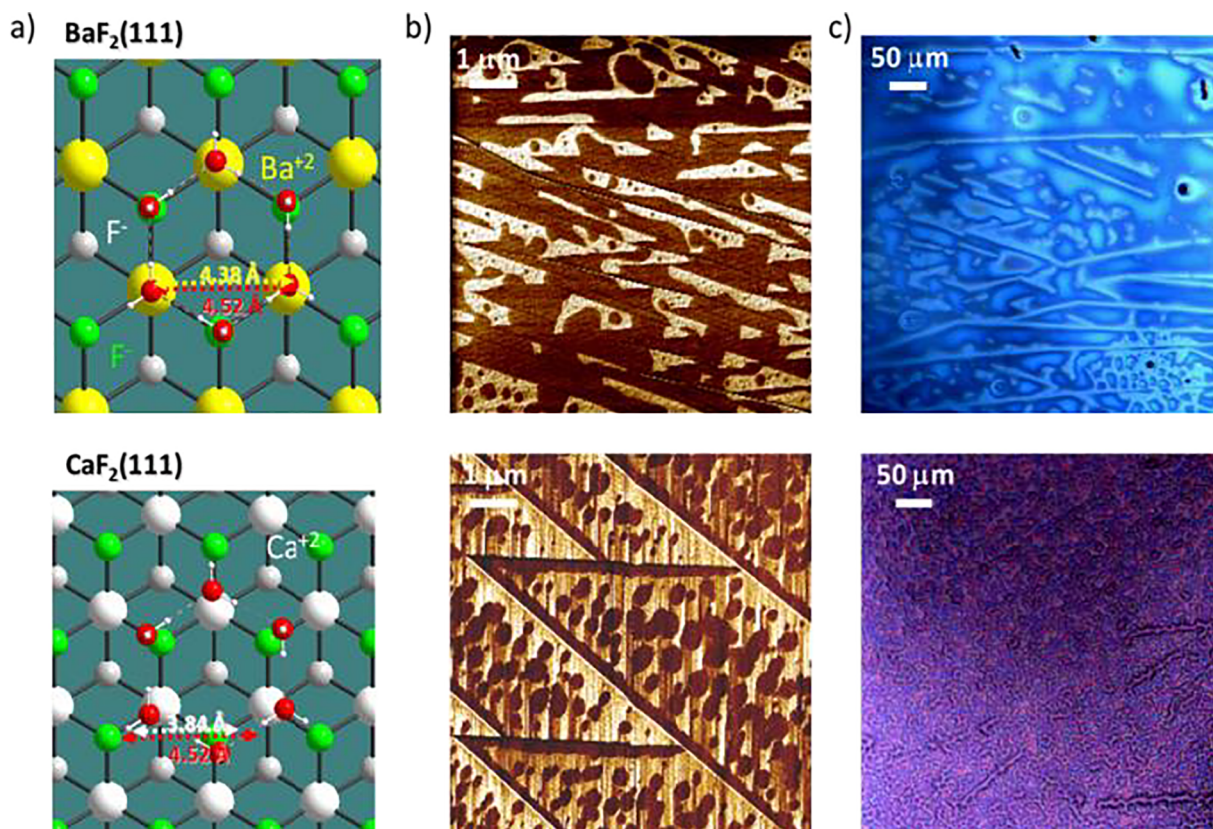 a)
BaF₂(111)
Ba⁺²
F⁻
4.38 Å
4.52 Å
F⁻
b)
1 μm
c)
50 μm
CaF₂(111)
Ca⁺²
3.84 Å
4.52Å
1 μm
50 μm